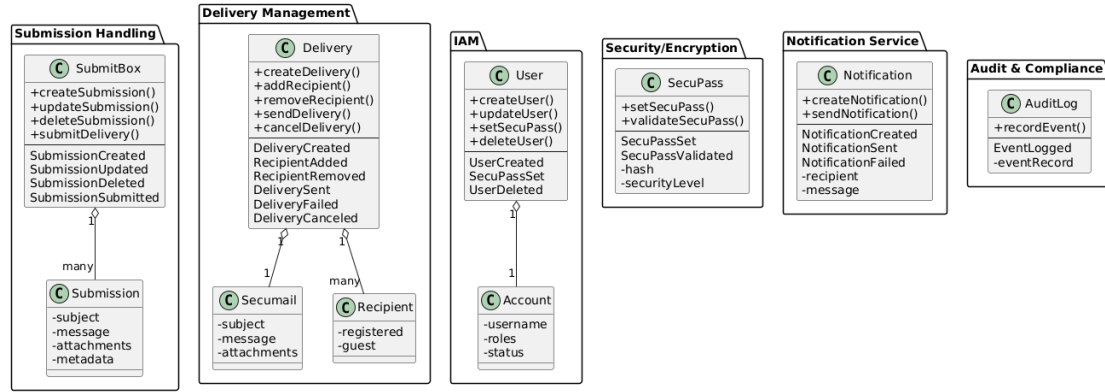 Submission Handling
C SubmitBox
+createSubmission()
+updateSubmission()
+deleteSubmission()
+submitDelivery()
SubmissionCreated
SubmissionUpdated
SubmissionDeleted
SubmissionSubmitted
1
many
C Submission
-subject
-message
-attachments
-metadata
Delivery Management
C Delivery
+createDelivery()
+addRecipient()
+removeRecipient()
+sendDelivery()
+cancelDelivery()
DeliveryCreated
RecipientAdded
RecipientRemoved
DeliverySent
DeliveryFailed
DeliveryCanceled
1
1
1
many
C Secumail
-subject
-message
-attachments
C Recipient
-registered
-guest
IAM
C User
+createUser()
+updateUser()
+setSecuPass()
+deleteUser()
UserCreated
SecuPassSet
UserDeleted
1
1
C Account
-username
-roles
-status
Security/Encryption
C SecuPass
+setSecuPass()
+validateSecuPass()
SecuPassSet
SecuPassValidated
-hash
-securityLevel
Notification Service
C Notification
+createNotification()
+sendNotification()
NotificationCreated
NotificationSent
NotificationFailed
-recipient
-message
Audit & Compliance
C AuditLog
+recordEvent()
EventLogged
-eventRecord